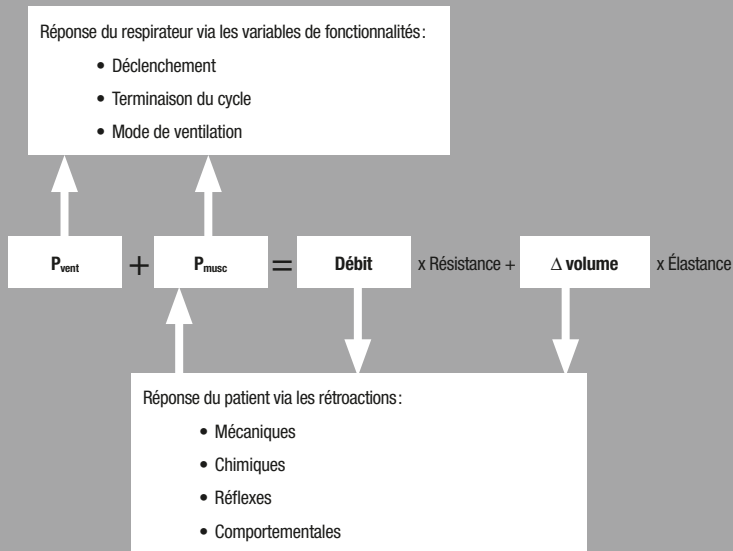 Réponse du respirateur via les variables de fonctionnalités:
• Déclenchement
• Terminaison du cycle
• Mode de ventilation
Pvent + Pmusc = Débit x Résistance + Δ volume x Élastance
Réponse du patient via les rétroactions:
• Mécaniques
• Chimiques
• Réflexes
• Comportementales